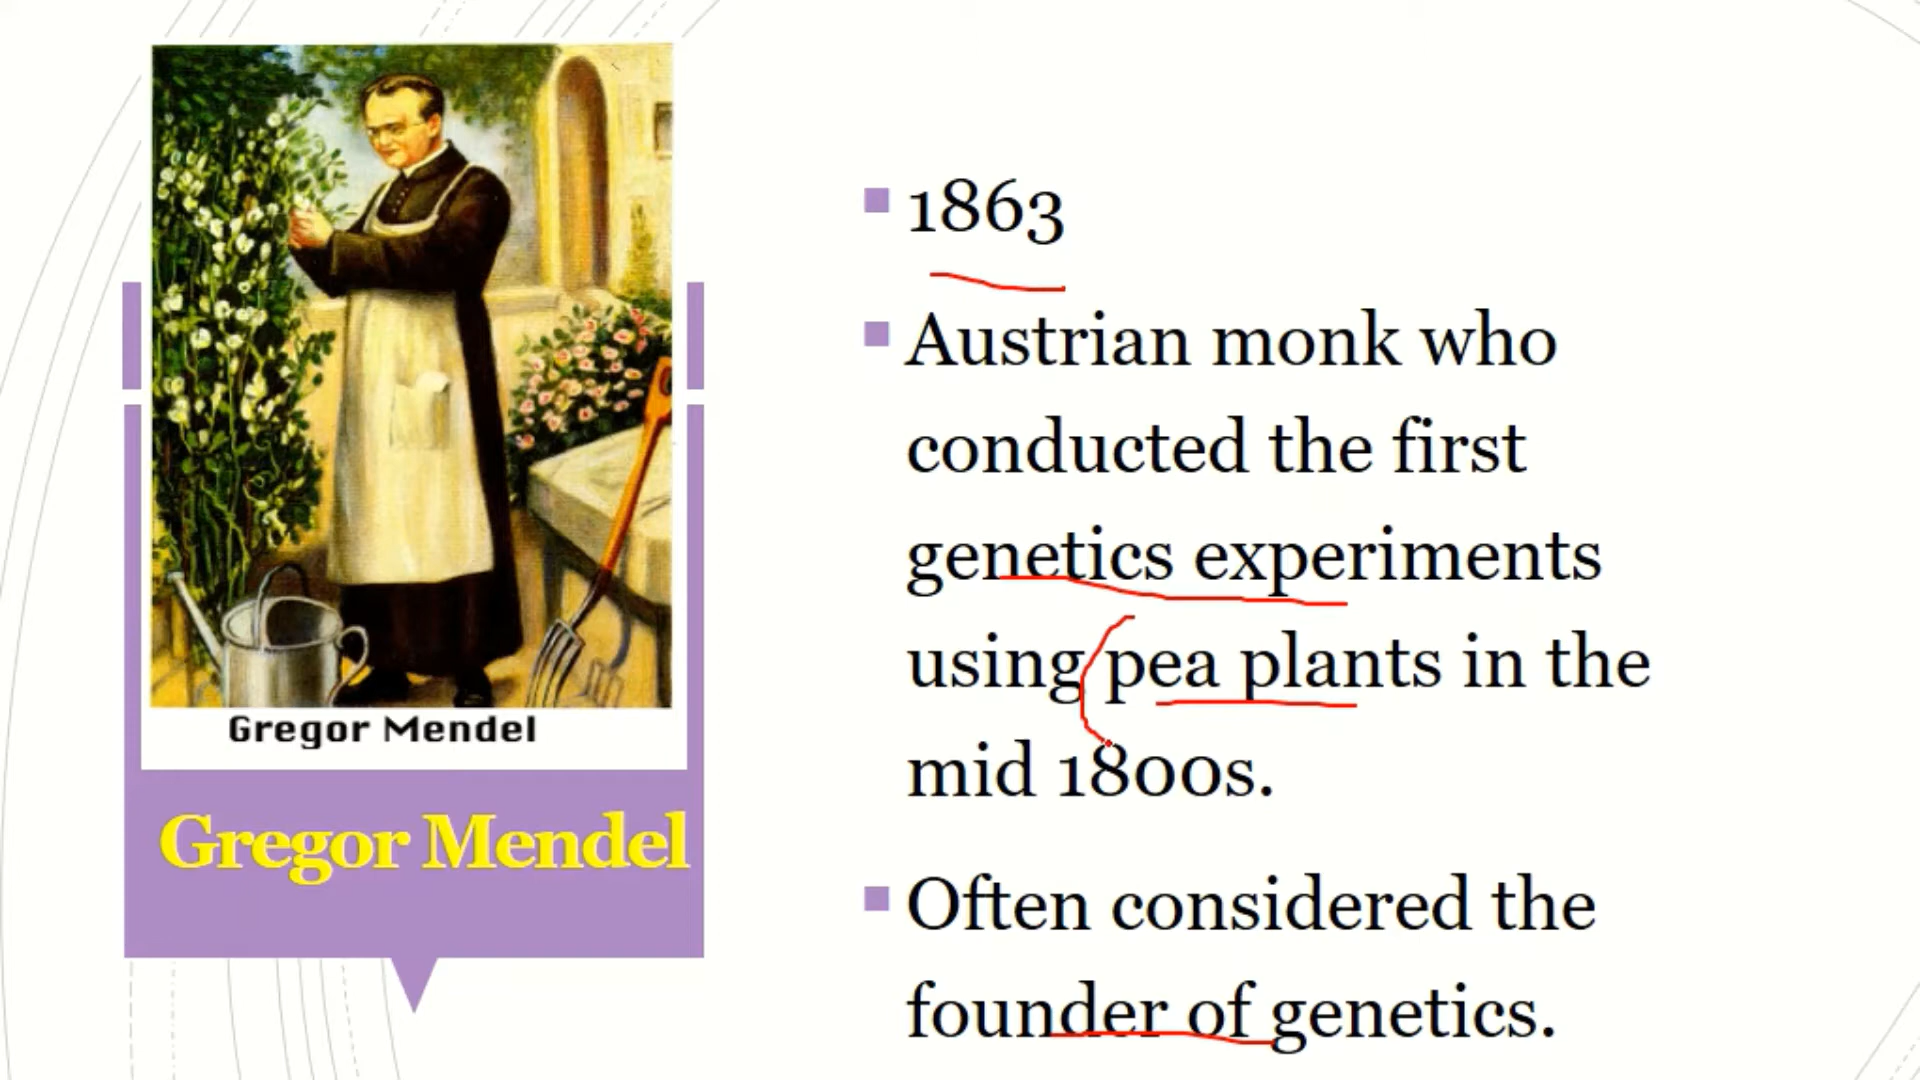 Gregor Mendel
Gregor Mendel
1863
Austrian monk who
conducted the first
genetics experiments
using pea plants in the
mid 1800s.
Often considered the
founder of genetics.